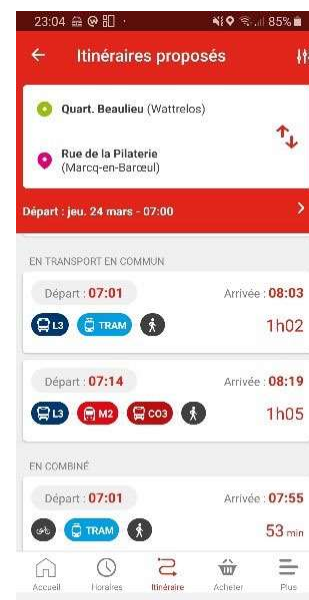 23:04 85%
Itinéraires proposés
Quart. Beaulieu (Wattrelos)
Rue de la Pilaterie
(Marcq-en-Barœul)
Départ : jeu. 24 mars - 07:00
EN TRANSPORT EN COMMUN
Départ : 07:01 Arrivée : 08:03
L3 TRAM 1h02
Départ : 07:14 Arrivée : 08:19
L3 M2 CO3 1h05
EN COMBINÉ
Départ : 07:01 Arrivée : 07:55
TRAM 53 min
Accueil Horaires Itinéraire Acheter Plus